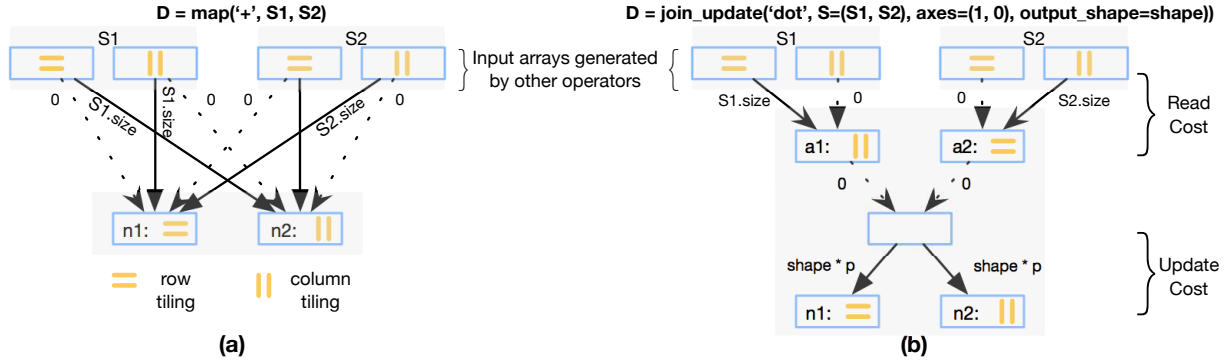 D = map(‘+’, S1, S2)
S1
S2
0
S1.size
S1.size
0
0
S2.size
0
n1:
n2:
row
tiling
column
tiling
(a)
Input arrays generated
by other operators
D = join_update(‘dot’, S=(S1, S2), axes=(1, 0), output_shape=shape))
S1
S2
S1.size
0
0
S2.size
Read
Cost
a1:
a2:
0
0
shape * p
shape * p
Update
Cost
n1:
n2:
(b)